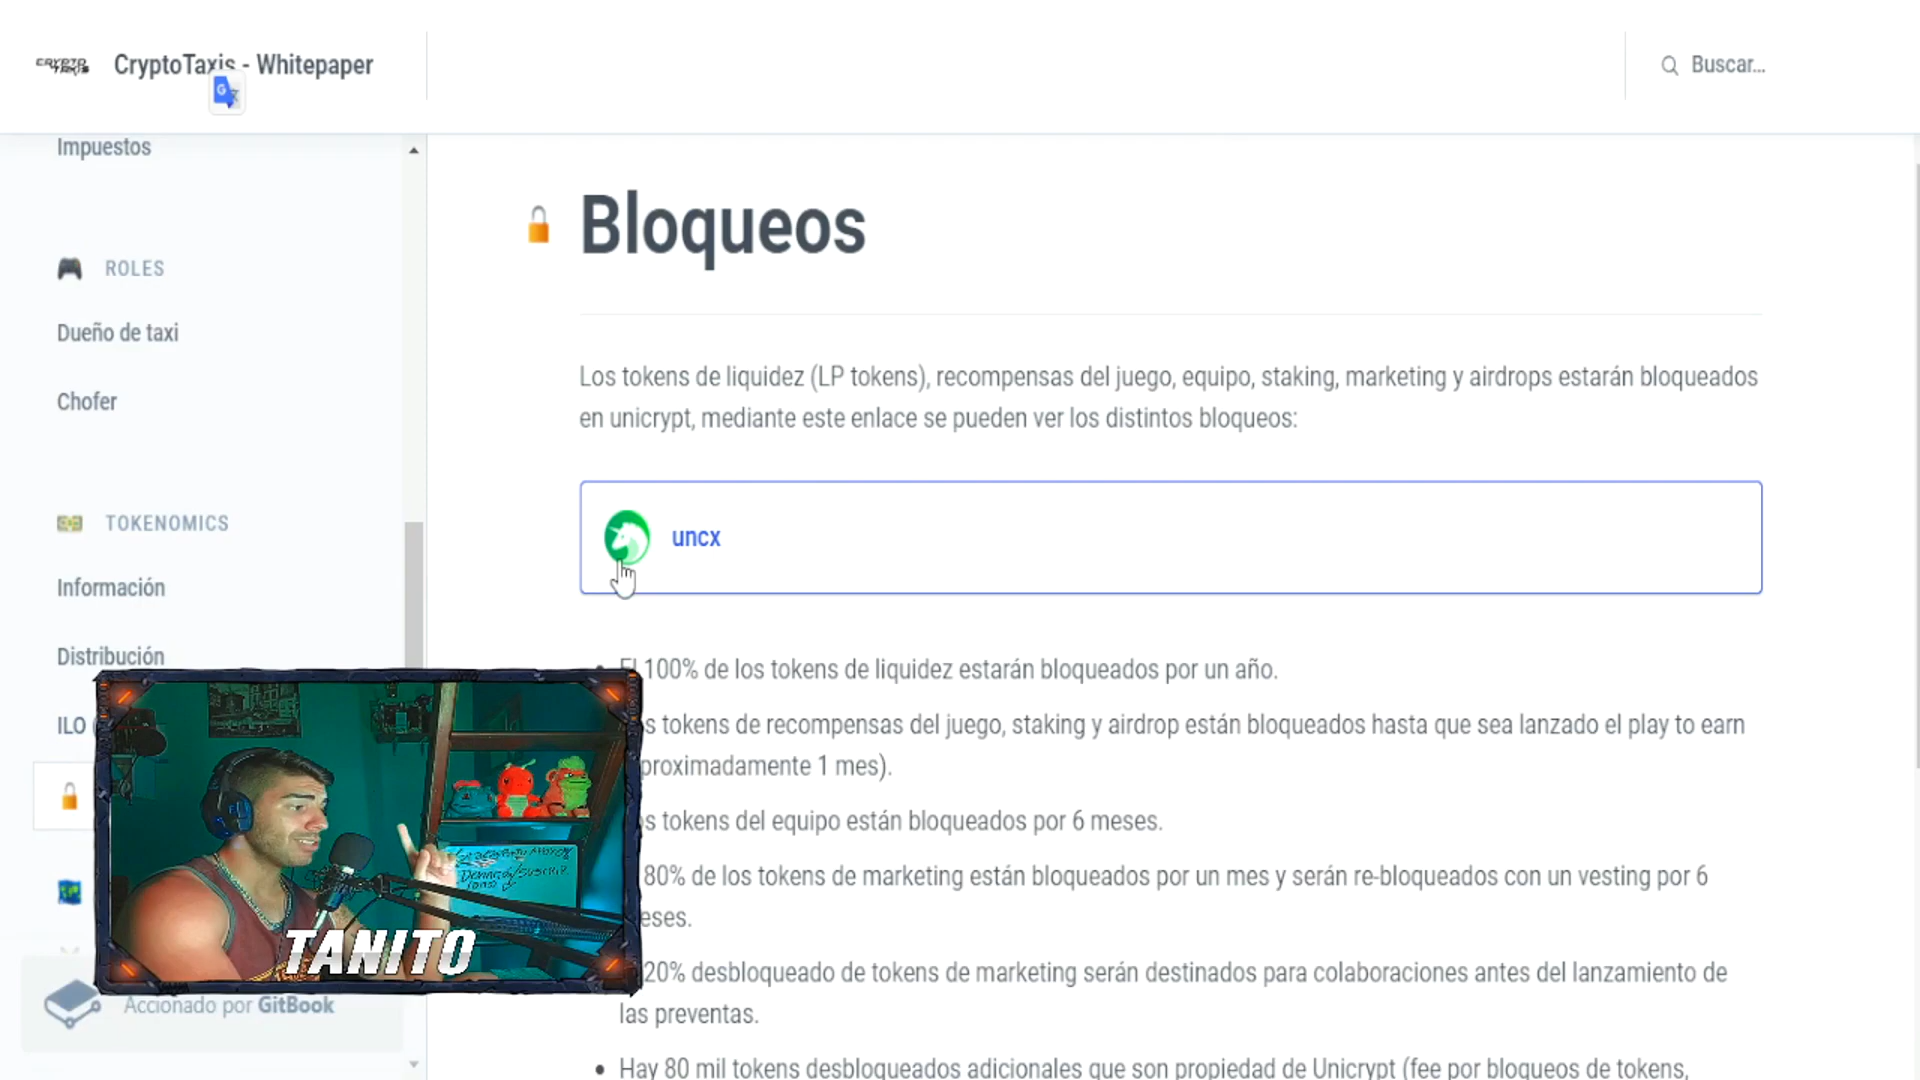 CRYPTO
TAXIS
CryptoTaxis - Whitepaper
Buscar...
Impuestos
ROLES
Dueño de taxi
Chofer
TOKENOMICS
Información
Distribución
ILO
Accionado por GitBook
Bloqueos
Los tokens de liquidez (LP tokens), recompensas del juego, equipo, staking, marketing y airdrops estarán bloqueados
en unicrypt, mediante este enlace se pueden ver los distintos bloqueos:
uncx
El 100% de los tokens de liquidez estarán bloqueados por un año.
s tokens de recompensas del juego, staking y airdrop están bloqueados hasta que sea lanzado el play to earn
proximadamente 1 mes).
s tokens del equipo están bloqueados por 6 meses.
80% de los tokens de marketing están bloqueados por un mes y serán re-bloqueados con un vesting por 6
eses.
20% desbloqueado de tokens de marketing serán destinados para colaboraciones antes del lanzamiento de
las preventas.
Hay 80 mil tokens desbloqueados adicionales que son propiedad de Unicrypt (fee por bloqueos de tokens,
TANITO